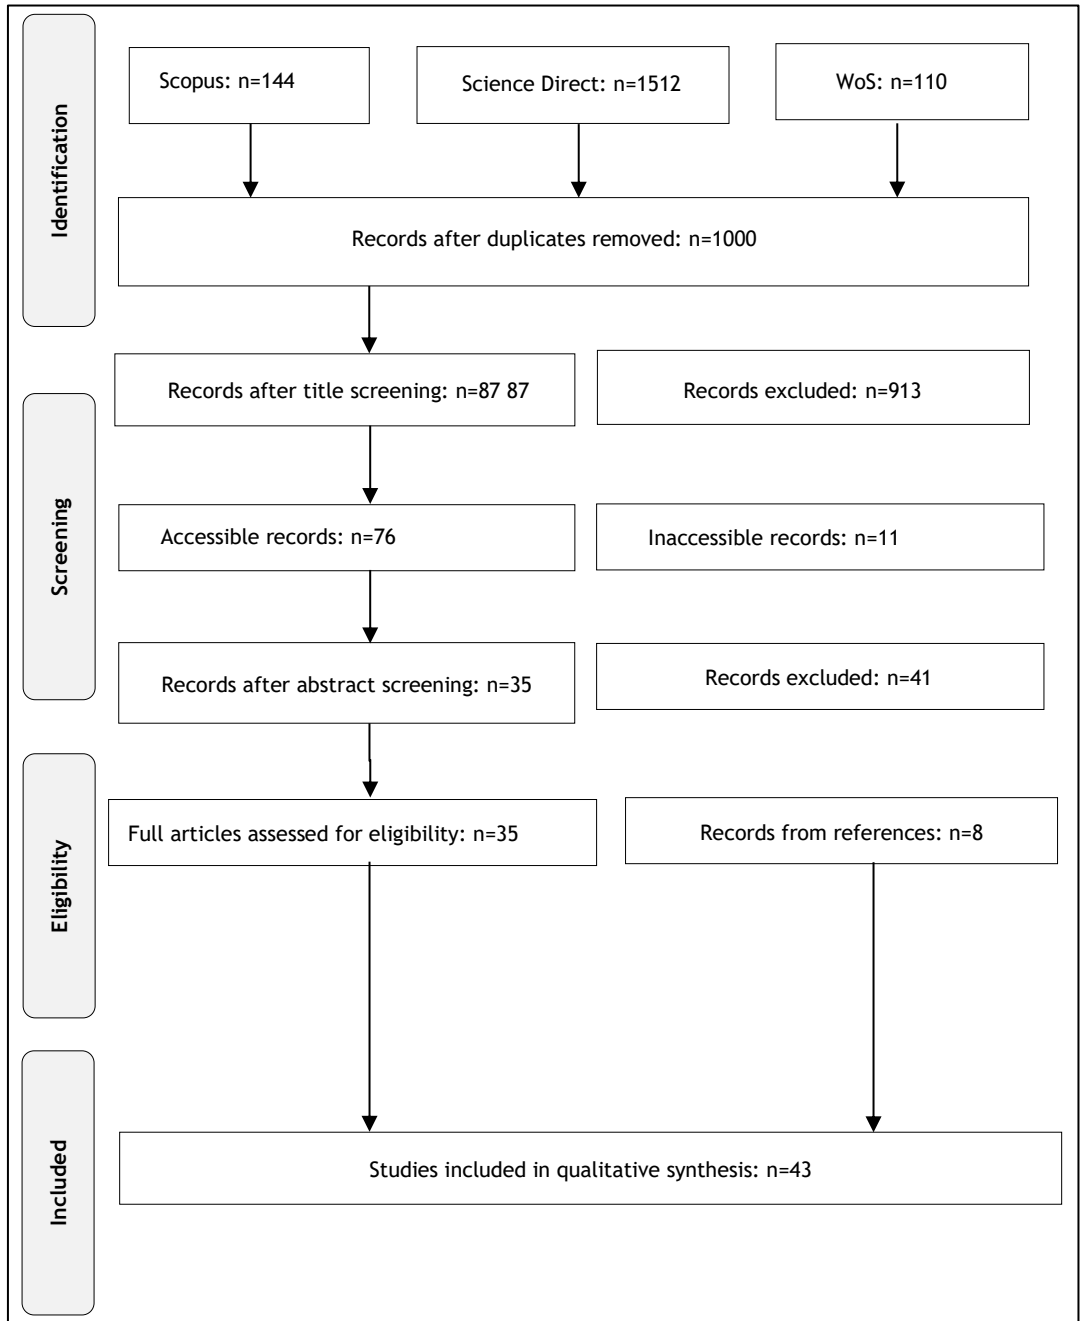 Identification
Scopus: n=144
Science Direct: n=1512
WoS: n=110
Records after duplicates removed: n=1000
Screening
Records after title screening: n=87 87
Records excluded: n=913
Accessible records: n=76
Inaccessible records: n=11
Records after abstract screening: n=35
Records excluded: n=41
Eligibility
Full articles assessed for eligibility: n=35
Records from references: n=8
Included
Studies included in qualitative synthesis: n=43